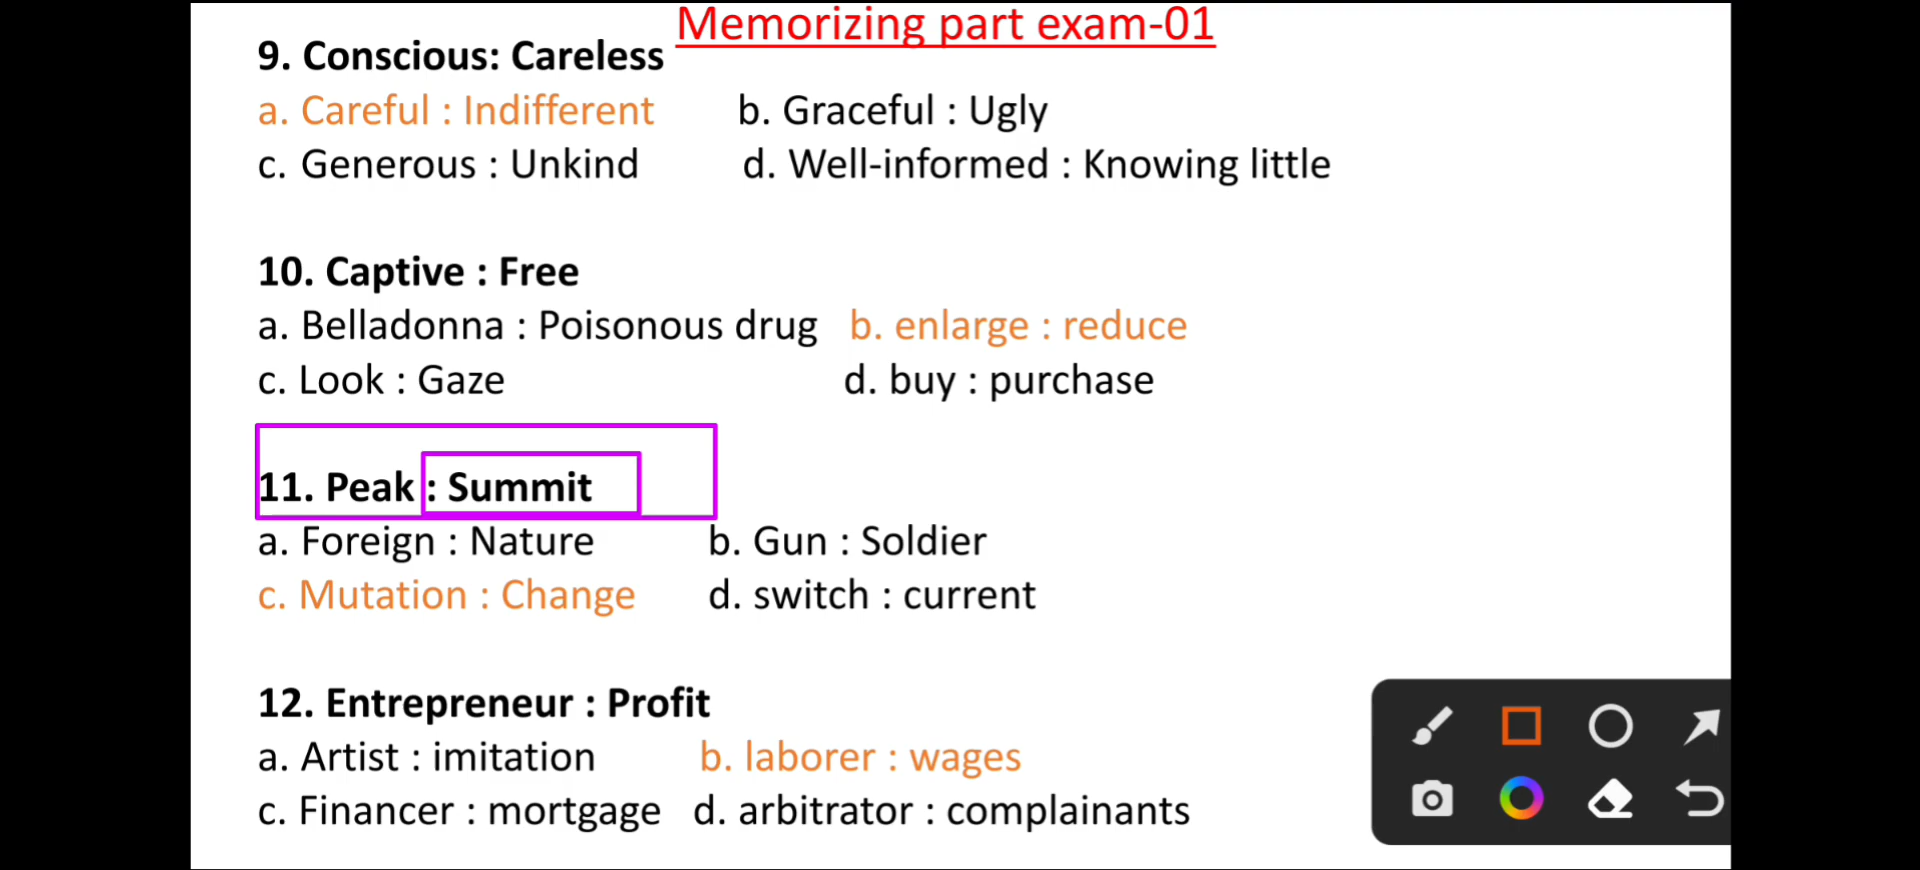 Memorizing part exam-01
9. Conscious: Careless
a. Careful : Indifferent b. Graceful : Ugly
c. Generous : Unkind d. Well-informed : Knowing little
10. Captive : Free
a. Belladonna : Poisonous drug b. enlarge : reduce
c. Look : Gaze d. buy : purchase
11. Peak : Summit
a. Foreign : Nature b. Gun : Soldier
c. Mutation : Change d. switch : current
12. Entrepreneur : Profit
a. Artist : imitation b. laborer : wages
c. Financer : mortgage d. arbitrator : complainants